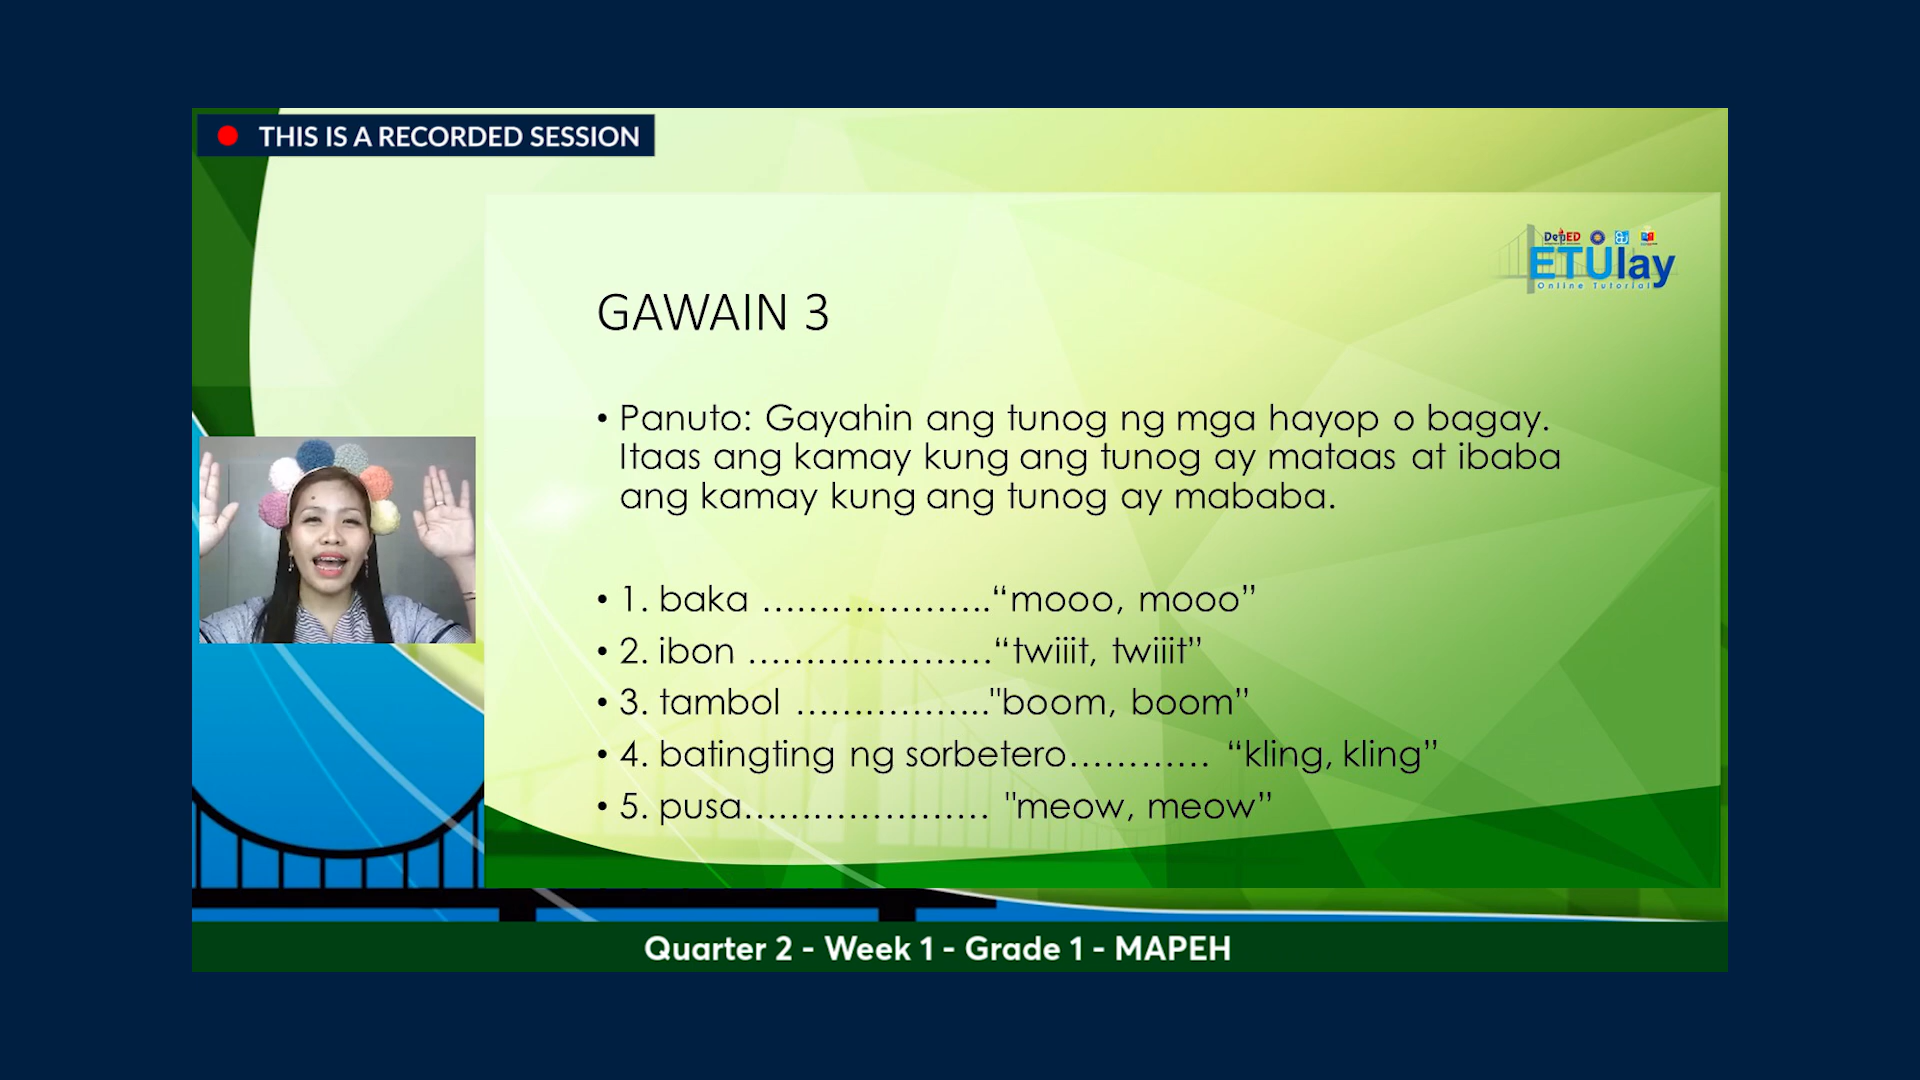 THIS IS A RECORDED SESSION
DepED
ETUlay
Online Tutorial
GAWAIN 3
• Panuto: Gayahin ang tunog ng mga hayop o bagay.
Itaas ang kamay kung ang tunog ay mataas at ibaba
ang kamay kung ang tunog ay mababa.
• 1. baka ………………..“mooo, mooo”
• 2. ibon …………………“twiiit, twiiit”
• 3. tambol ……………..."boom, boom”
• 4. batingting ng sorbetero………… “kling, kling”
• 5. pusa………………… "meow, meow”
Quarter 2 - Week 1 - Grade 1 - MAPEH